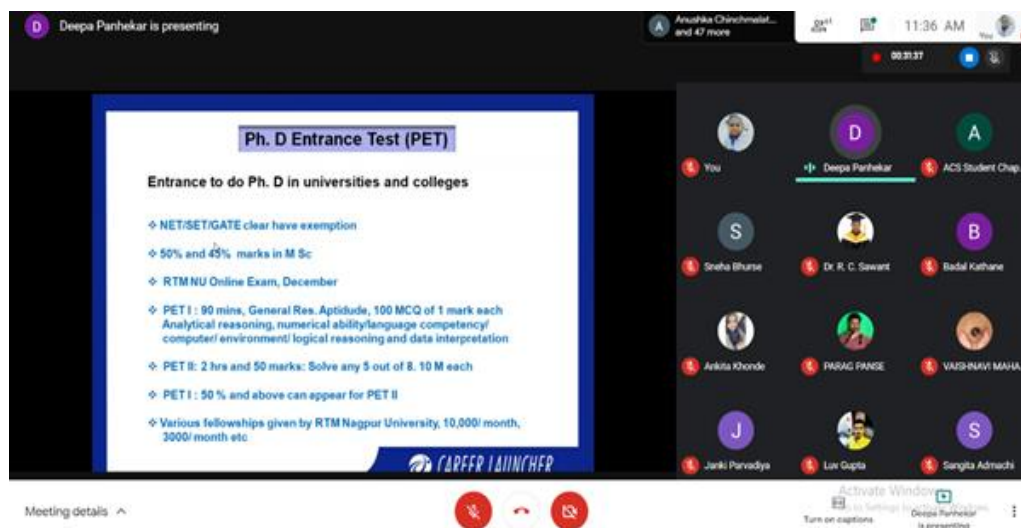 D Deepa Panhekar is presenting
A Anushka Chinchmalat...
and 47 more
11:36 AM
You
00:31:37
Ph. D Entrance Test (PET)
Entrance to do Ph. D in universities and colleges
❖ NET/SET/GATE clear have exemption
❖ 50% and 45% marks in M Sc
❖ RTMNU Online Exam, December
❖ PET I : 90 mins, General Res. Aptidude, 100 MCQ of 1 mark each
Analytical reasoning, numerical ability/language competency/
computer/ environment/ logical reasoning and data interpretation
❖ PET II: 2 hrs and 50 marks: Solve any 5 out of 8. 10 M each
❖ PET I : 50 % and above can appear for PET II
❖ Various fellowships given by RTM Nagpur University, 10,000/ month,
3000/ month etc
CAREER LAUNCHER
D A
You Deepa Panhekar ACS Student Chap
S B
Sneha Bhurse Dr. R. C. Sawant Badal Kathane
Ankita Khonde PARAG PANSE VAISHNAVI MAHA
J S
Janki Parvadiya Luv Gupta Sangita Admachi
Activate Windows
Meeting details
Turn on captions
Deepa Panhekar
is presenting